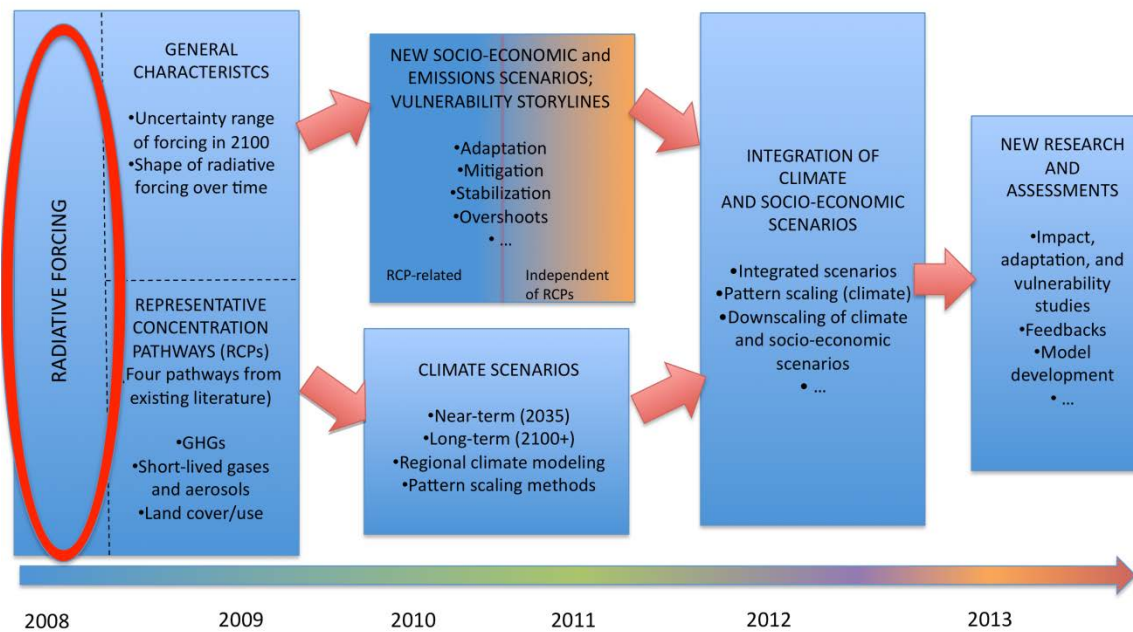 RADIATIVE FORCING
GENERAL
CHARACTERISTCS
•Uncertainty range
of forcing in 2100
•Shape of radiative
forcing over time
REPRESENTATIVE
CONCENTRATION
PATHWAYS (RCPs)
(Four pathways from
existing literature)
•GHGs
•Short-lived gases
and aerosols
•Land cover/use
NEW SOCIO-ECONOMIC and
EMISSIONS SCENARIOS;
VULNERABILITY STORYLINES
•Adaptation
•Mitigation
•Stabilization
•Overshoots
• ...
RCP-related
Independent
of RCPs
CLIMATE SCENARIOS
•Near-term (2035)
•Long-term (2100+)
•Regional climate modeling
•Pattern scaling methods
INTEGRATION OF
CLIMATE
AND SOCIO-ECONOMIC
SCENARIOS
•Integrated scenarios
•Pattern scaling (climate)
•Downscaling of climate
and socio-economic
scenarios
• ...
NEW RESEARCH
AND
ASSESSMENTS
•Impact,
adaptation, and
vulnerability
studies
•Feedbacks
•Model
development
• ...
2008
2009
2010
2011
2012
2013